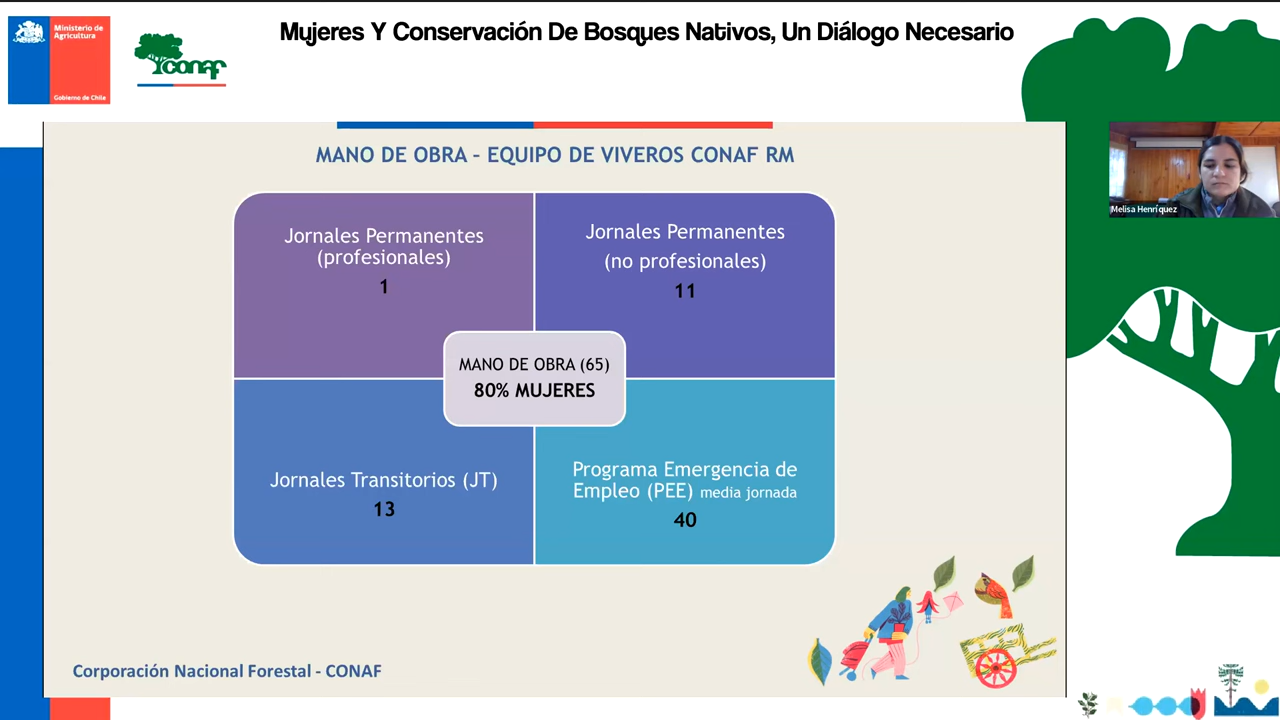 Mujeres Y Conservación De Bosques Nativos, Un Diálogo Necesario
Ministerio de
Agricultura
Gobierno de Chile
conaf
MANO DE OBRA – EQUIPO DE VIVEROS CONAF RM
Jornales Permanentes
(profesionales)
1
Jornales Permanentes
(no profesionales)
11
MANO DE OBRA (65)
80% MUJERES
Jornales Transitorios (JT)
13
Programa Emergencia de
Empleo (PEE) media jornada
40
Melisa Henríquez
Corporación Nacional Forestal - CONAF